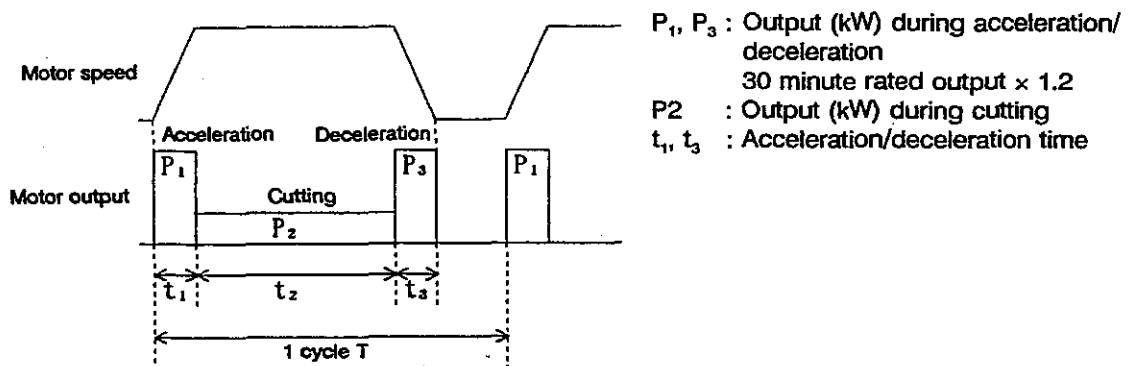 P₁, P₃ : Output (kW) during acceleration/
deceleration
30 minute rated output × 1.2
P2 : Output (kW) during cutting
t₁, t₃ : Acceleration/deceleration time
Motor speed
Acceleration Deceleration
P₁ P₃ P₁
Motor output
Cutting
P₂
t₁ t₂ t₃
1 cycle T